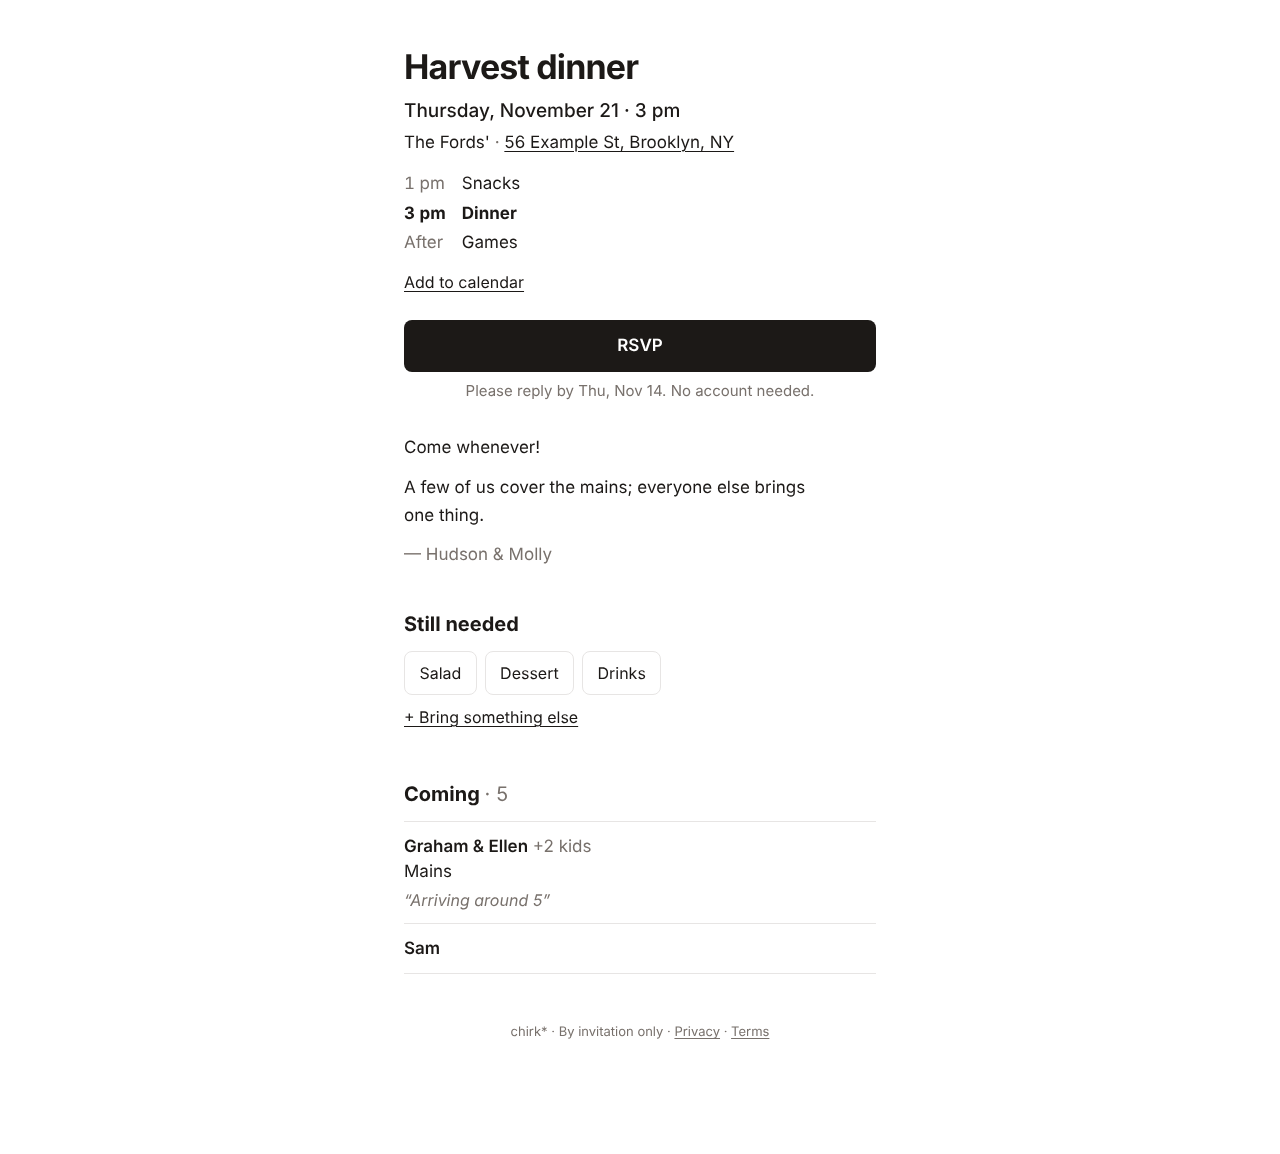 Harvest dinner
Thursday, November 21 · 3 pm
The Fords' · 56 Example St, Brooklyn, NY
1 pm Snacks
3 pm Dinner
After Games
Add to calendar
RSVP
Please reply by Thu, Nov 14. No account needed.
Come whenever!
A few of us cover the mains; everyone else brings
one thing.
— Hudson & Molly
Still needed
Salad Dessert Drinks
+ Bring something else
Coming · 5
Graham & Ellen +2 kids
Mains
“Arriving around 5”
Sam
chirk* · By invitation only · Privacy · Terms